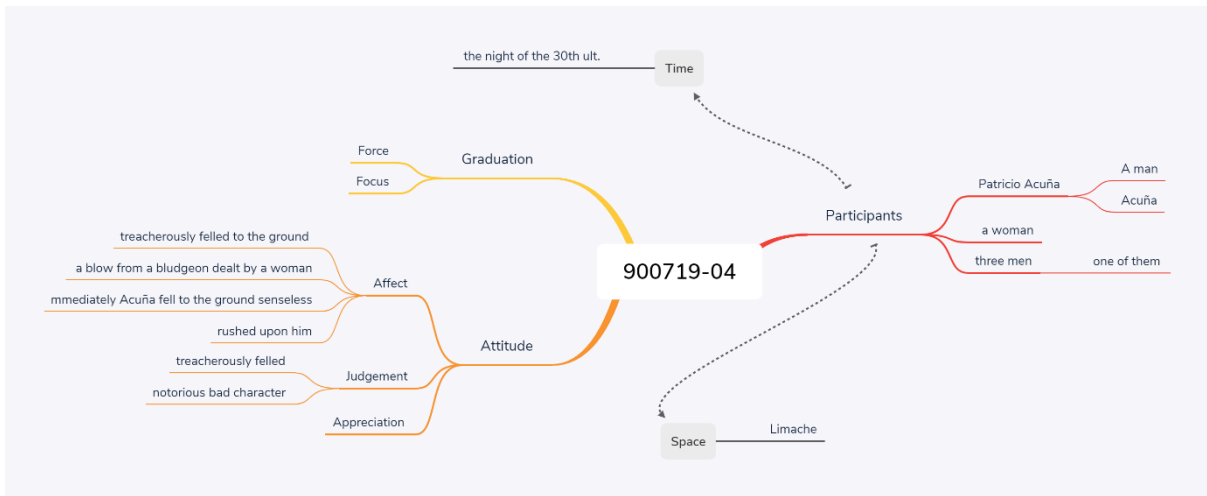 the night of the 30th ult.
Time
Force
Graduation
Focus
A man
Patricio Acuña
Acuña
Participants
a woman
three men
one of them
900719-04
treacherously felled to the ground
a blow from a bludgeon dealt by a woman
Affect
mmediately Acuña fell to the ground senseless
rushed upon him
Attitude
treacherously felled
Judgement
notorious bad character
Appreciation
Space
Limache